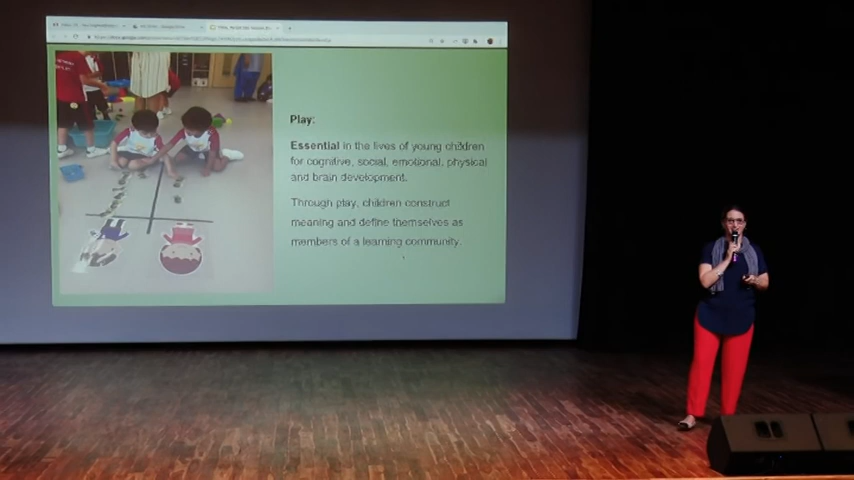 Play:
Essential in the lives of young children
for cognitive, social, emotional, physical
and brain development.
Through play, children construct
meaning and define themselves as
members of a learning community.